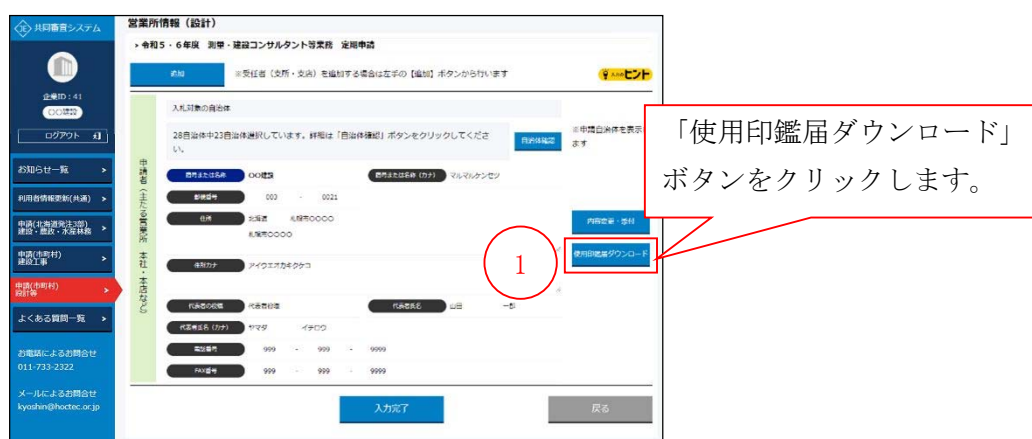 共同審査システム
企業ID：41
〇〇建設
ログアウト
お知らせ一覧 >
利用者情報更新(共通) >
申請(北海道発注3部)
建設・農政・水産林務 >
申請(市町村)
建設工事 >
申請(市町村)
設計等 >
よくある質問一覧 >
お電話によるお問合せ
011-733-2322
メールによるお問合せ
kyoshin@hoctec.or.jp
営業所情報（設計）
令和5・6年度 測量・建設コンサルタント等業務 定期申請
追加
※受任者（支所・支店）を追加する場合は左手の【追加】ボタンから行います
入力のヒント
申請者（主たる営業所 本社・本店など）
入札対象の自治体
28自治体中23自治体選択しています。詳細は「自治体確認」ボタンをクリックしてくださ
い。
自治体確認
※申請自治体を表示
ます
商号または名称 〇〇建設 商号または名称（カナ） マルマルケンセツ
郵便番号 003 - 0021
住所 北海道 札幌市〇〇〇〇
札幌市〇〇〇〇
内容変更・添付
使用印鑑届ダウンロード
住所カナ アイウエオカキクケコ
代表者の役職 代表者役職 代表者氏名 山田 一郎
代表者氏名（カナ） ヤマダ イチロウ
電話番号 999 - 999 - 9999
FAX番号 999 - 999 - 9999
入力完了
戻る
1
「使用印鑑届ダウンロード」
ボタンをクリックします。